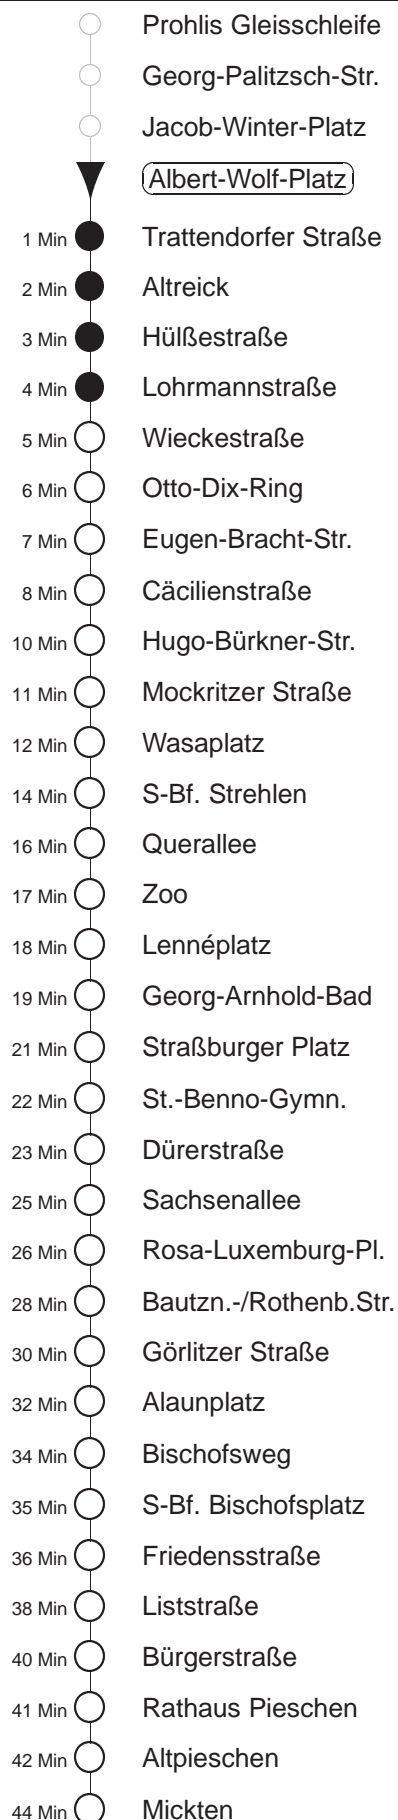 Prohlis Gleisschleife
Georg-Palitzsch-Str.
Jacob-Winter-Platz
Albert-Wolf-Platz
1 Min Trattendorfer Straße
2 Min Altreick
3 Min Hülßestraße
4 Min Lohrmannstraße
5 Min Wieckestraße
6 Min Otto-Dix-Ring
7 Min Eugen-Bracht-Str.
8 Min Cäcilienstraße
10 Min Hugo-Bürkner-Str.
11 Min Mockritzer Straße
12 Min Wasaplatz
14 Min S-Bf. Strehlen
16 Min Querallee
17 Min Zoo
18 Min Lennéplatz
19 Min Georg-Arnhold-Bad
21 Min Straßburger Platz
22 Min St.-Benno-Gymn.
23 Min Dürerstraße
25 Min Sachsenallee
26 Min Rosa-Luxemburg-Pl.
28 Min Bautzn.-/Rothenb.Str.
30 Min Görlitzer Straße
32 Min Alaunplatz
34 Min Bischofsweg
35 Min S-Bf. Bischofsplatz
36 Min Friedensstraße
38 Min Liststraße
40 Min Bürgerstraße
41 Min Rathaus Pieschen
42 Min Altpieschen
44 Min Mickten